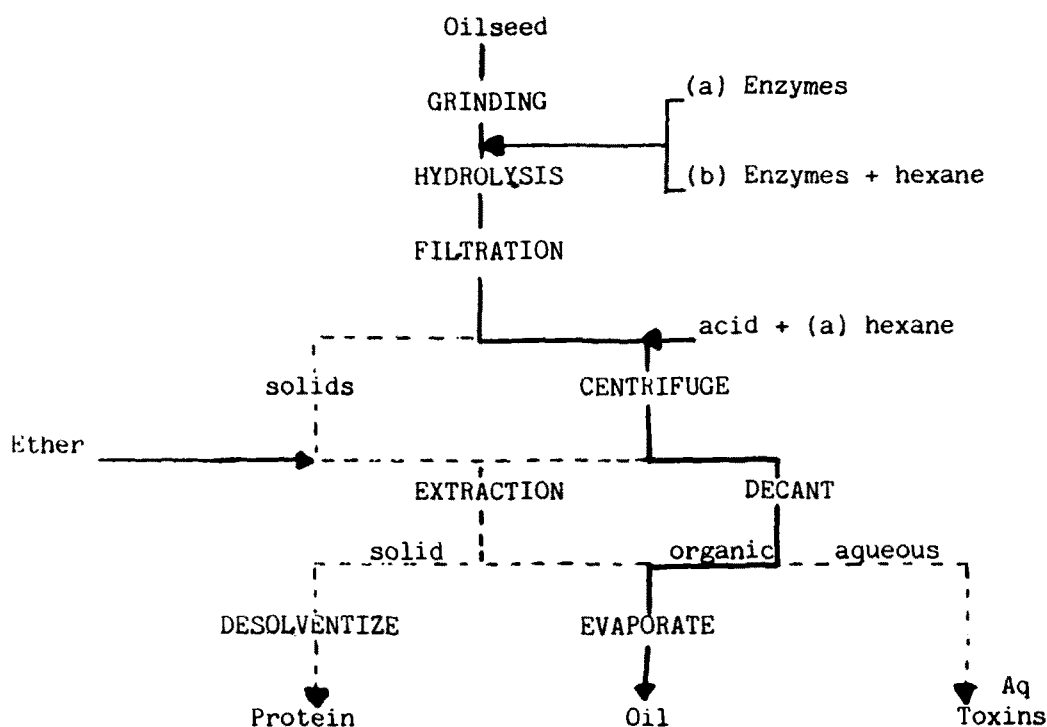 Oilseed
(a) Enzymes
GRINDING
HYDROLYSIS
(b) Enzymes + hexane
FILTRATION
acid + (a) hexane
solids
CENTRIFUGE
Ether
EXTRACTION
DECANT
solid
organic
aqueous
DESOLVENTIZE
EVAPORATE
Protein
Oil
Aq
Toxins